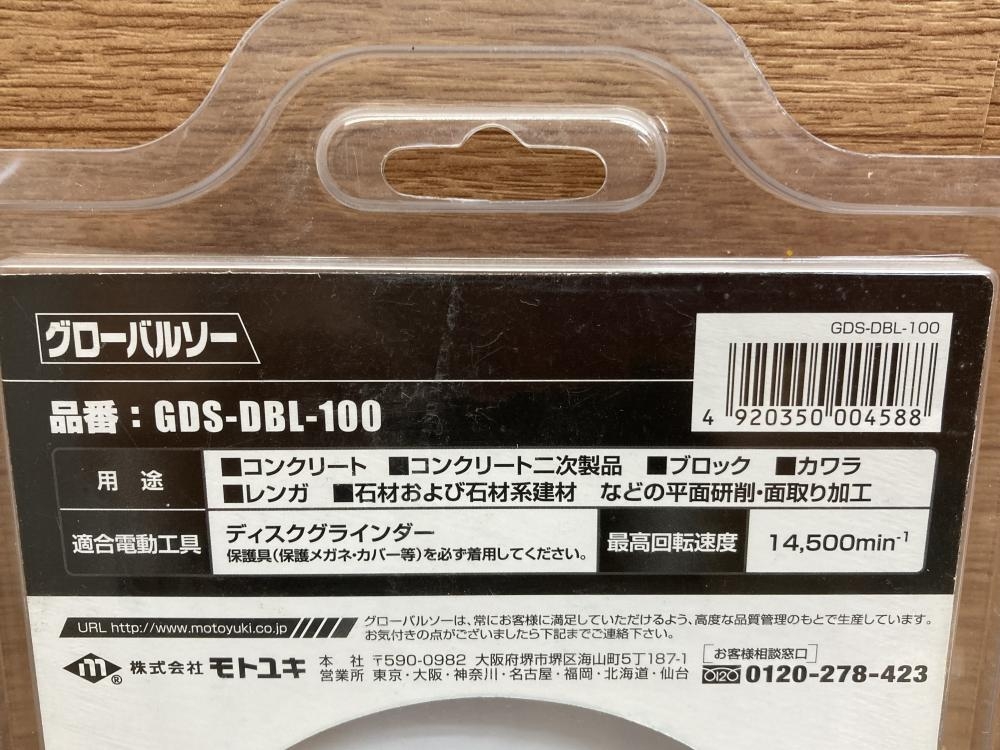 グローバルソー
GDS-DBL-100
4 920350 004588
品番：GDS-DBL-100
用途
■コンクリート ■コンクリート二次製品 ■ブロック ■カワラ
■レンガ ■石材および石材系建材 などの平面研削・面取り加工
適合電動工具
ディスクグラインダー
保護具(保護メガネ・カバー等)を必ず着用してください。
最高回転速度
14,500min⁻¹
URL http://www.motoyuki.co.jp
グローバルソーは、常にお客様に満足していただけるよう、高度な品質管理のもとで生産しています。
お気付きの点がございましたら下記までご連絡下さい。
m ® 株式会社 モトユキ
本社 〒590-0982 大阪府堺市堺区海山町5丁187-1
営業所 東京・大阪・神奈川・名古屋・福岡・北海道・仙台
お客様相談窓口
0120 0120-278-423